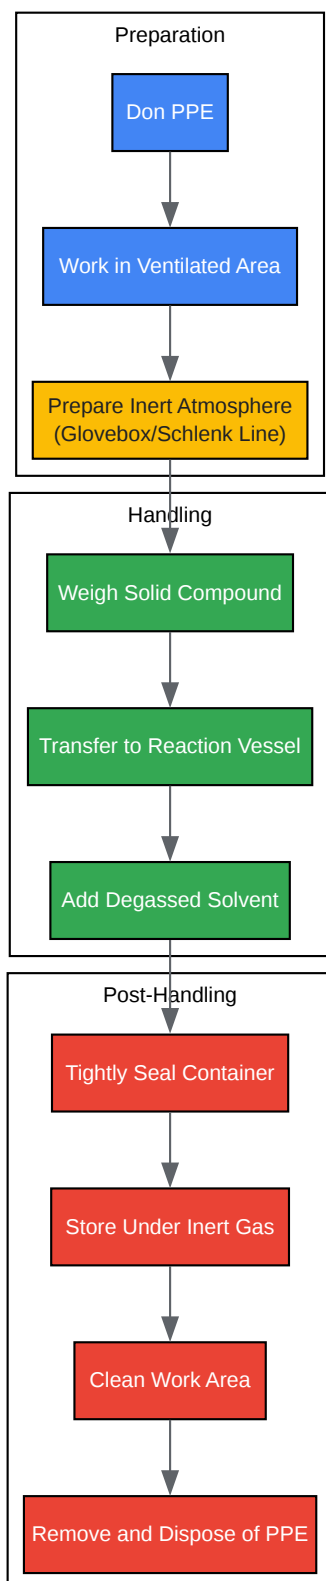 Preparation
Don PPE
Work in Ventilated Area
Prepare Inert Atmosphere
(Glovebox/Schlenk Line)
Handling
Weigh Solid Compound
Transfer to Reaction Vessel
Add Degassed Solvent
Post-Handling
Tightly Seal Container
Store Under Inert Gas
Clean Work Area
Remove and Dispose of PPE